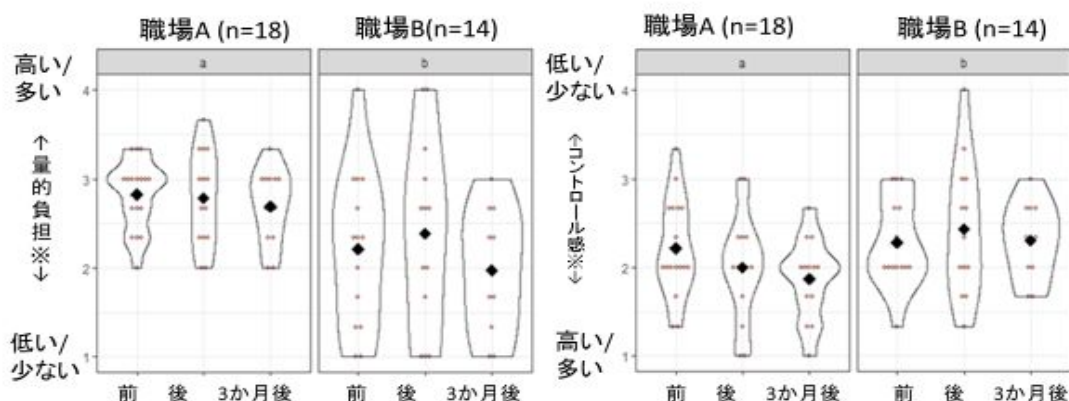 職場A (n=18)
職場B(n=14)
高い/
多い
a
b
4
3
2
1
↑量的負担※↓
低い/
少ない
前
後
3か月後
前
後
3か月後
職場A (n=18)
職場B (n=14)
低い/
少ない
a
b
4
3
2
1
↑コントロール感※↓
高い/
多い
前
後
3か月後
前
後
3か月後